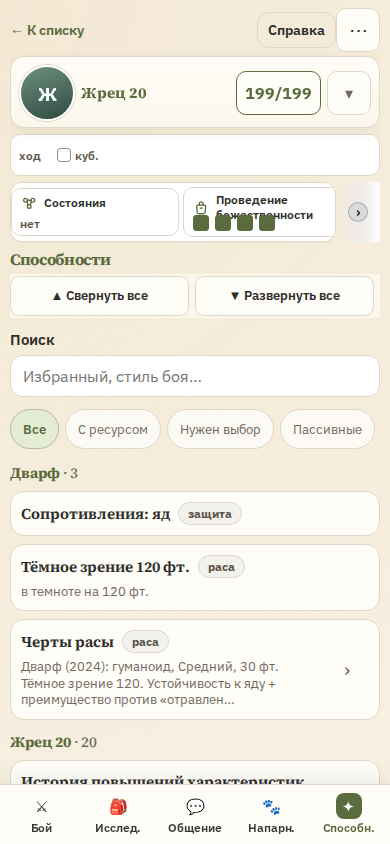 ← К списку
Справка
...
Ж
Жрец 20
199/199
▼
ход
куб.
Состояния
нет
Проведение
божественности
›
Способности
▲ Свернуть все
▼ Развернуть все
Поиск
Избранный, стиль боя...
Все
С ресурсом
Нужен выбор
Пассивные
Дварф · 3
Сопротивления: яд
защита
Тёмное зрение 120 фт.
раса
в темноте на 120 фт.
Черты расы
раса
Дварф (2024): гуманоид, Средний, 30 фт.
Тёмное зрение 120. Устойчивость к яду +
преимущество против «отравлен...
›
Жрец 20 · 20
История повышений характеристик
Бой
Исслед.
Общение
Напарн.
Способн.